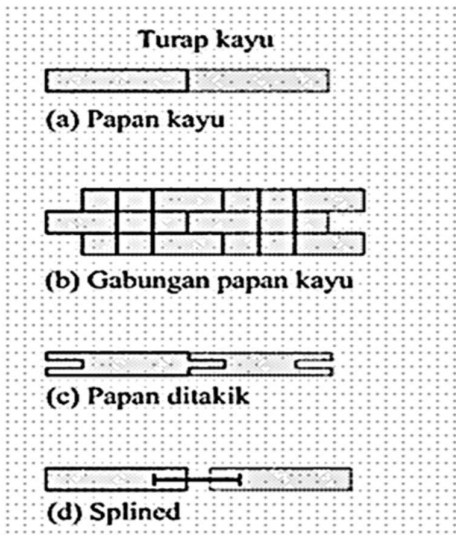 Turap kayu
(a) Papan kayu
(b) Gabungan papan kayu
(c) Papan ditakik
(d) Splined